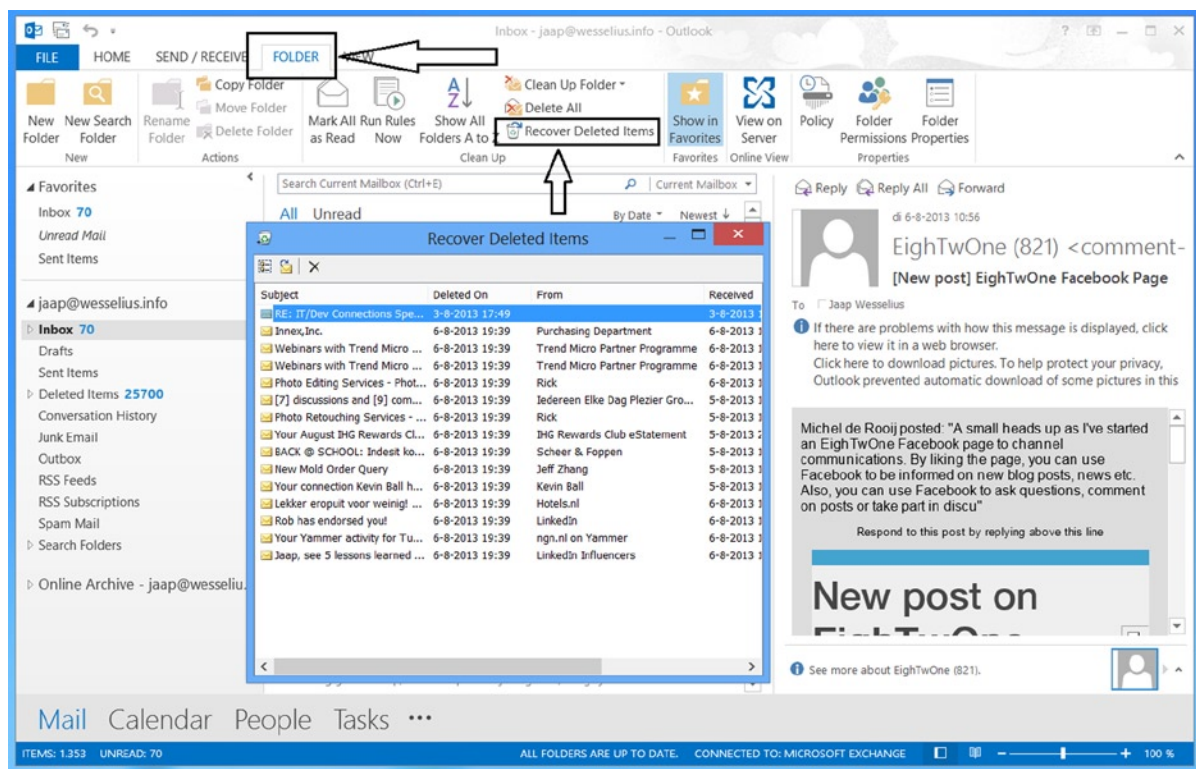 Inbox - jaap@wesselius.info - Outlook
FILE HOME SEND / RECEIVE FOLDER VIEW
New Folder
New Search Folder
Rename Folder
Copy Folder
Move Folder
Delete Folder
Mark All as Read
Run Rules Now
Show All Folders A to
Clean Up Folder
Delete All
Recover Deleted Items
Show in Favorites
View on Server
Policy
Folder Permissions
Folder Properties
New Actions Clean Up Favorites Online View Properties
Favorites
Inbox 70
Unread Mail
Sent Items
jaap@wesselius.info
Inbox 70
Drafts
Sent Items
Deleted Items 25700
Conversation History
Junk Email
Outbox
RSS Feeds
RSS Subscriptions
Spam Mail
Search Folders
Online Archive - jaap@wesseliu.
Search Current Mailbox (Ctrl+E) Current Mailbox
All Unread By Date Newest ↓
Recover Deleted Items
Subject Deleted On From Received
RE: IT/Dev Connections Spe... 3-8-2013 17:49 3-8-2013 1
Innex,Inc. 6-8-2013 19:39 Purchasing Department 6-8-2013 1
Webinars with Trend Micro ... 6-8-2013 19:39 Trend Micro Partner Programme 6-8-2013 1
Webinars with Trend Micro ... 6-8-2013 19:39 Trend Micro Partner Programme 6-8-2013 1
Photo Editing Services - Phot... 6-8-2013 19:39 Rick 6-8-2013 1
[7] discussions and [9] com... 6-8-2013 19:39 Iedereen Elke Dag Plezier Gro... 5-8-2013 1
Photo Retouching Services - ... 6-8-2013 19:39 Rick 5-8-2013 1
Your August IHG Rewards Cl... 6-8-2013 19:39 IHG Rewards Club eStatement 5-8-2013 2
BACK @ SCHOOL: Indesit ko... 6-8-2013 19:39 Scheer & Foppen 5-8-2013 1
New Mold Order Query 6-8-2013 19:39 Jeff Zhang 5-8-2013 1
Your connection Kevin Ball h... 6-8-2013 19:39 Kevin Ball 6-8-2013 1
Lekker eropuit voor weinig! ... 6-8-2013 19:39 Hotels.nl 6-8-2013 1
Rob has endorsed you! 6-8-2013 19:39 LinkedIn 6-8-2013 1
Your Yammer activity for Tu... 6-8-2013 19:39 ngn.nl on Yammer 6-8-2013 1
Jaap, see 5 lessons learned ... 6-8-2013 19:39 LinkedIn Influencers 6-8-2013 1
Reply Reply All Forward
di 6-8-2013 10:56
EighTwOne (821) <comment-
[New post] EighTwOne Facebook Page
To Jaap Wesselius
If there are problems with how this message is displayed, click
here to view it in a web browser.
Click here to download pictures. To help protect your privacy,
Outlook prevented automatic download of some pictures in this
Michel de Rooij posted: "A small heads up as I've started
an EighTwOne Facebook page to channel
communications. By liking the page, you can use
Facebook to be informed on new blog posts, news etc.
Also, you can use Facebook to ask questions, comment
on posts or take part in discu"
Respond to this post by replying above this line
New post on
EighTwOne
See more about EighTwOne (821).
Mail Calendar People Tasks •••
ITEMS: 1.353 UNREAD: 70 ALL FOLDERS ARE UP TO DATE. CONNECTED TO: MICROSOFT EXCHANGE 100 %